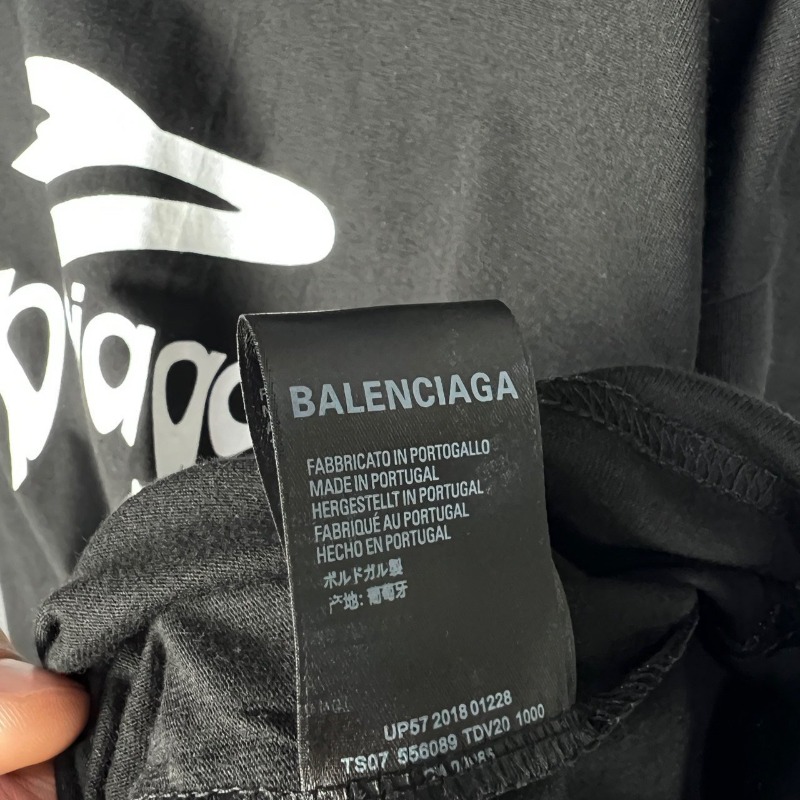 piaga
BALENCIAGA
FABBRICATO IN PORTOGALLO
MADE IN PORTUGAL
HERGESTELLT IN PORTUGAL
FABRIQUÉ AU PORTUGAL
HECHO EN PORTUGAL
ポルトガル製
产地: 葡萄牙
UP57 2018 01228
TS07 556089 TDV20 1000